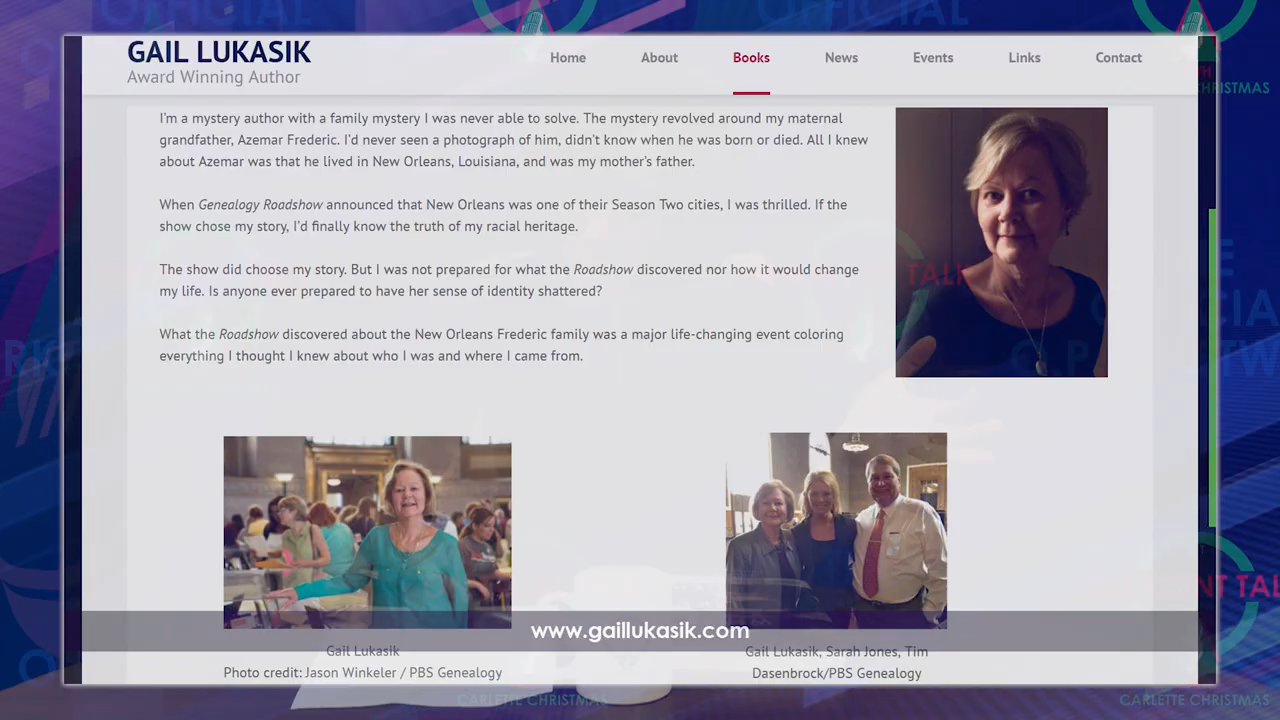 OFFICIAL
OFFICIAL
GAIL LUKASIK
Award Winning Author
Home
About
Books
News
Events
Links
Contact
CHRISTMAS
I'm a mystery author with a family mystery I was never able to solve. The mystery revolved around my maternal
grandfather, Azemar Frederic. I'd never seen a photograph of him, didn't know when he was born or died. All I knew
about Azemar was that he lived in New Orleans, Louisiana, and was my mother's father.
When Genealogy Roadshow announced that New Orleans was one of their Season Two cities, I was thrilled. If the
show chose my story, I'd finally know the truth of my racial heritage.
The show did choose my story. But I was not prepared for what the Roadshow discovered nor how it would change
my life. Is anyone ever prepared to have her sense of identity shattered?
What the Roadshow discovered about the New Orleans Frederic family was a major life-changing event coloring
everything I thought I knew about who I was and where I came from.
TALK
www.gaillukasik.com
Gail Lukasik
Photo credit: Jason Winkeler / PBS Genealogy
Gail Lukasik, Sarah Jones, Tim
Dasenbrock/PBS Genealogy
NT TAL
CARLETTE CHRISTMAS
CARLETTE CHRISTMAS